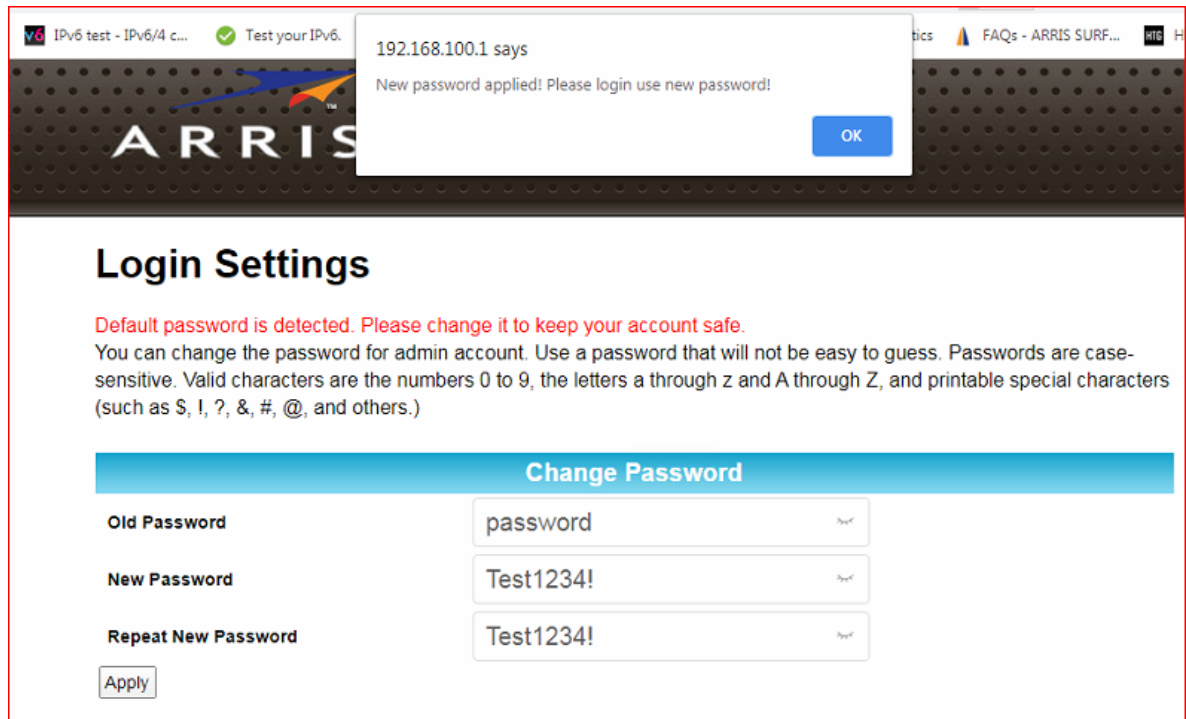 V6 IPv6 test - IPv6/4 c... Test your IPv6. tics FAQs - ARRIS SURF... HTG H
192.168.100.1 says
New password applied! Please login use new password!
OK
ARRIS
TM
Login Settings
Default password is detected. Please change it to keep your account safe.
You can change the password for admin account. Use a password that will not be easy to guess. Passwords are case-
sensitive. Valid characters are the numbers 0 to 9, the letters a through z and A through Z, and printable special characters
(such as $, !, ?, &, #, @, and others.)
Change Password
Old Password password
New Password Test1234!
Repeat New Password Test1234!
Apply